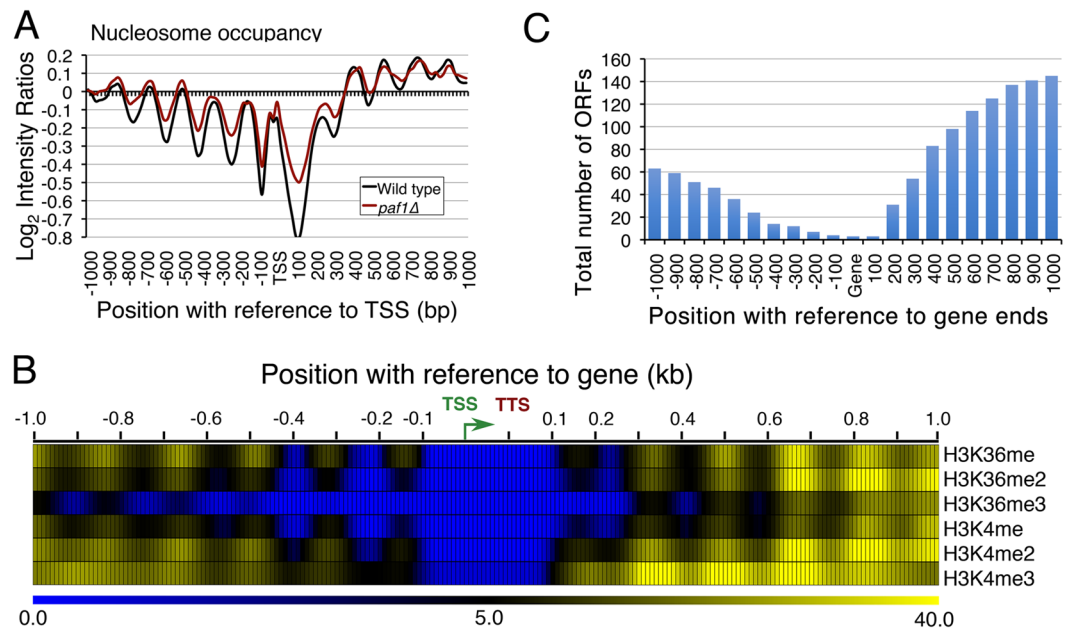 A
Nucleosome occupancy
Log2 Intensity Ratios
0.2
0.1
0
-0.1
-0.2
-0.3
-0.4
-0.5
-0.6
-0.7
-0.8
Wild type
paf1Δ
-1000 -900 -800 -700 -600 -500 -400 -300 -200 -100 TSS 100 200 300 400 500 600 700 800 900 1000
Position with reference to TSS (bp)
C
Total number of ORFs
160
140
120
100
80
60
40
20
0
-1000 -900 -800 -700 -600 -500 -400 -300 -200 -100 Gene 100 200 300 400 500 600 700 800 900 1000
Position with reference to gene ends
B
Position with reference to gene (kb)
TSS TTS
-1.0 -0.8 -0.6 -0.4 -0.2 -0.1 0.1 0.2 0.4 0.6 0.8 1.0
H3K36me
H3K36me2
H3K36me3
H3K4me
H3K4me2
H3K4me3
0.0 5.0 40.0